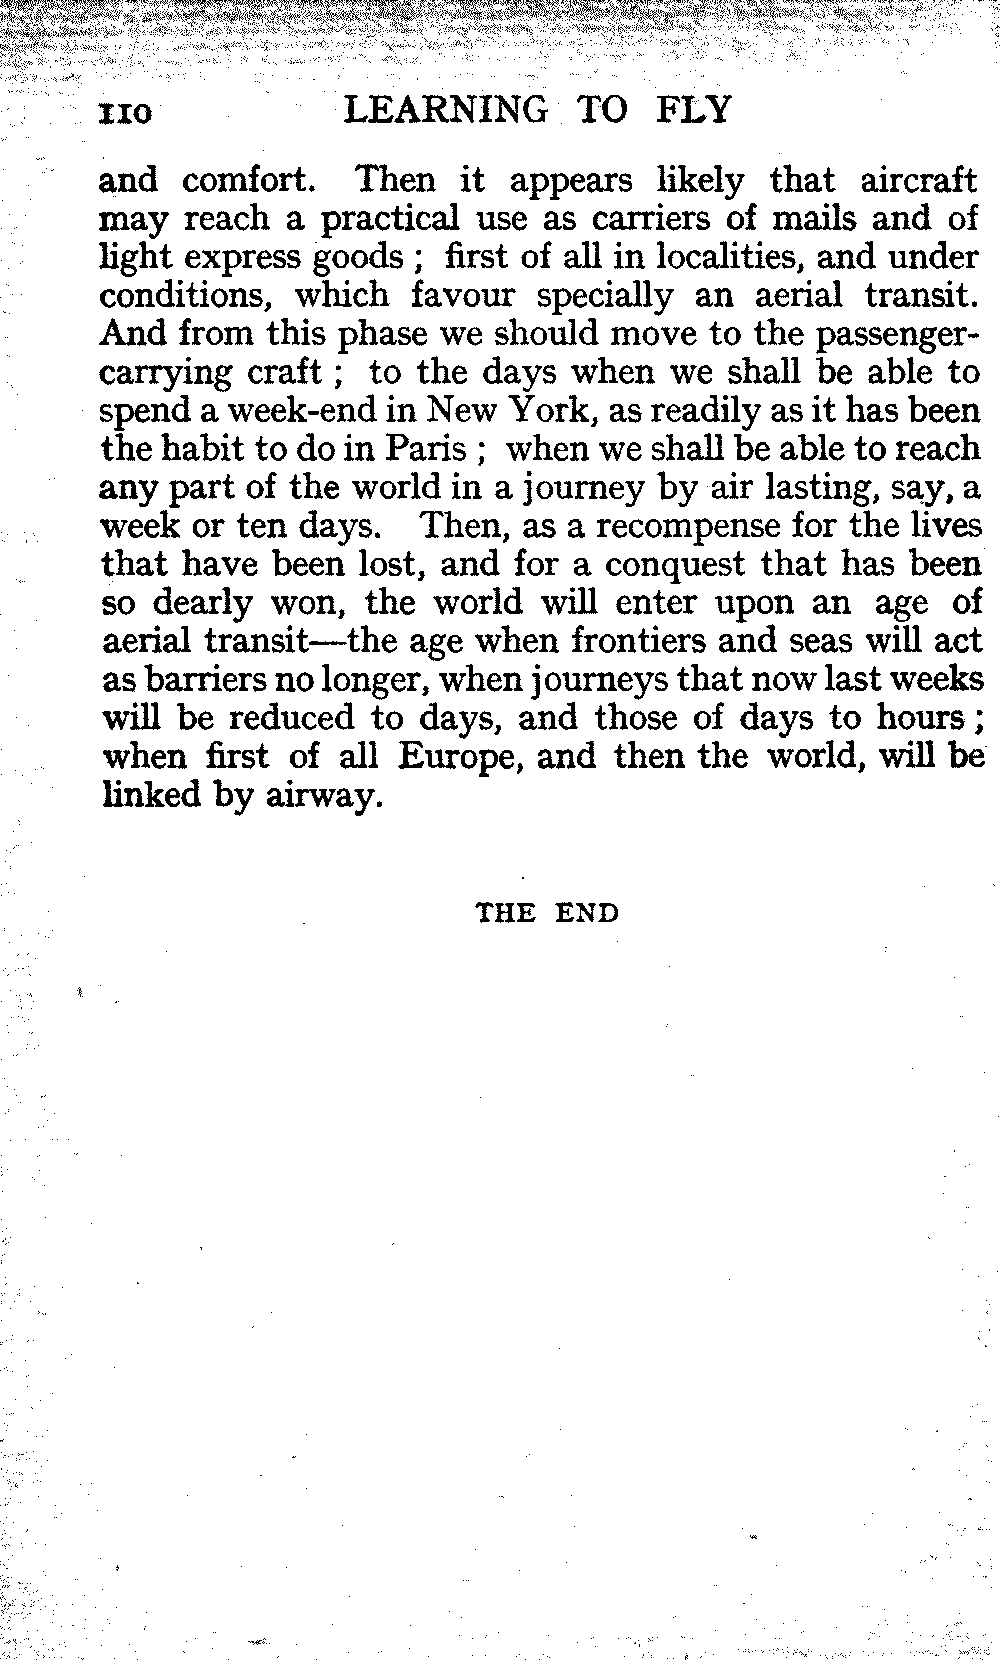 110 LEARNING TO FLY
and comfort. Then it appears likely that aircraft
may reach a practical use as carriers of mails and of
light express goods ; first of all in localities, and under
conditions, which favour specially an aerial transit.
And from this phase we should move to the passenger-
carrying craft ; to the days when we shall be able to
spend a week-end in New York, as readily as it has been
the habit to do in Paris ; when we shall be able to reach
any part of the world in a journey by air lasting, say, a
week or ten days. Then, as a recompense for the lives
that have been lost, and for a conquest that has been
so dearly won, the world will enter upon an age of
aerial transit—the age when frontiers and seas will act
as barriers no longer, when journeys that now last weeks
will be reduced to days, and those of days to hours ;
when first of all Europe, and then the world, will be
linked by airway.
THE END